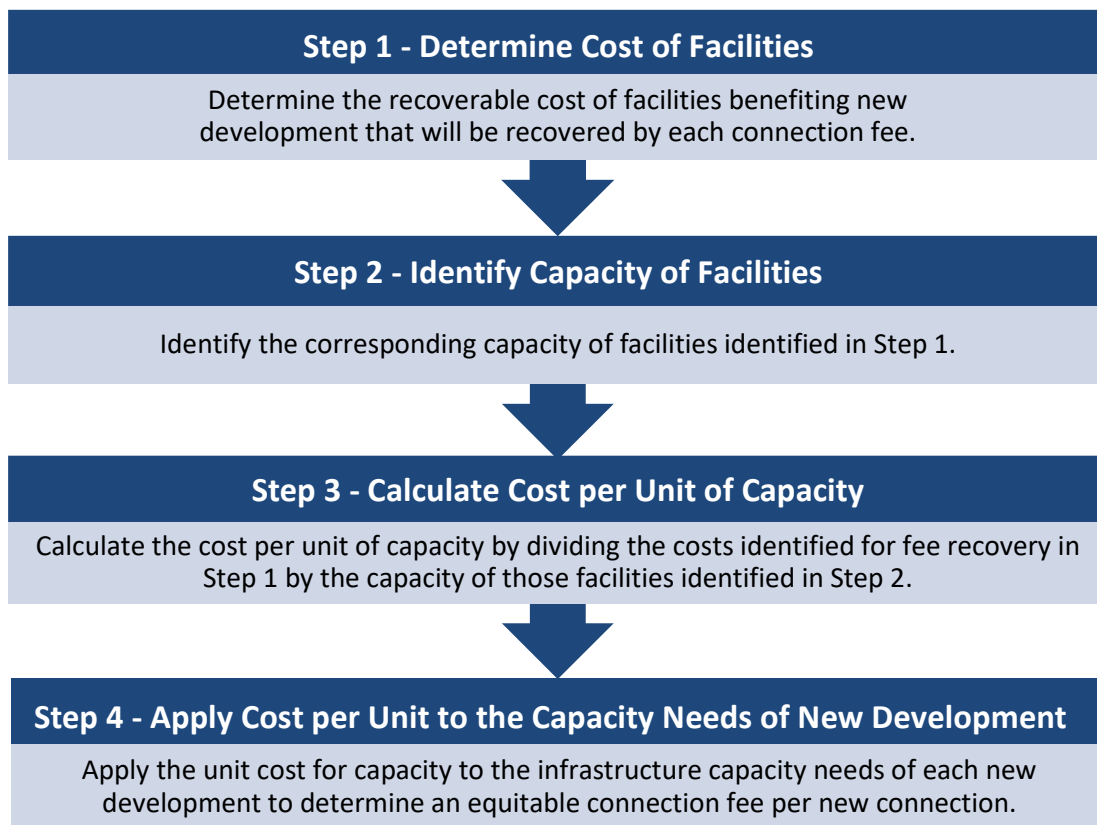 Step 1 - Determine Cost of Facilities
Determine the recoverable cost of facilities benefiting new
development that will be recovered by each connection fee.
Step 2 - Identify Capacity of Facilities
Identify the corresponding capacity of facilities identified in Step 1.
Step 3 - Calculate Cost per Unit of Capacity
Calculate the cost per unit of capacity by dividing the costs identified for fee recovery in
Step 1 by the capacity of those facilities identified in Step 2.
Step 4 - Apply Cost per Unit to the Capacity Needs of New Development
Apply the unit cost for capacity to the infrastructure capacity needs of each new
development to determine an equitable connection fee per new connection.